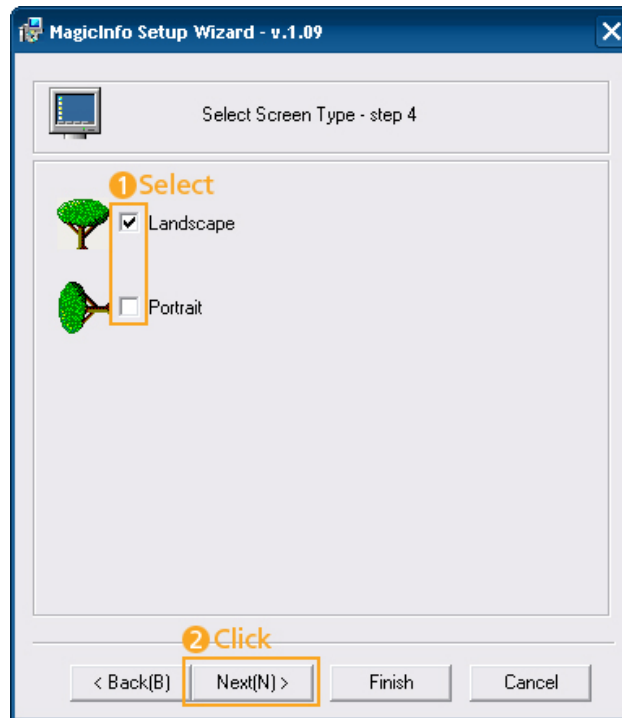 MagicInfo Setup Wizard - v.1.09
Select Screen Type - step 4
1 Select
Landscape
Portrait
2 Click
< Back(B) Next(N) > Finish Cancel